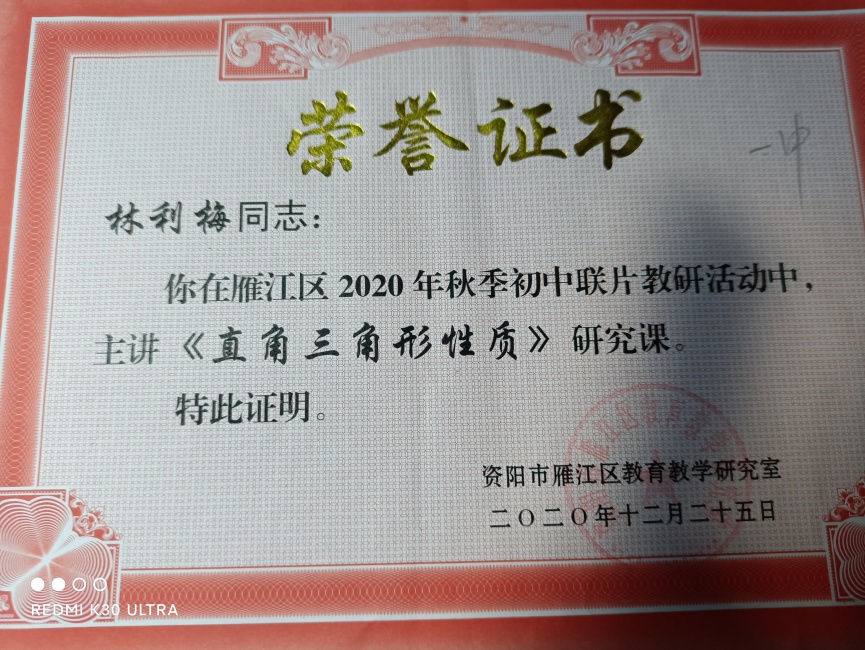 荣誉证书
一中
林利梅同志：
你在雁江区2020年秋季初中联片教研活动中，
主讲《直角三角形性质》研究课。
特此证明。
资阳市雁江区教育教学研究室
二〇二〇年十二月二十五日
REDMI K30 ULTRA